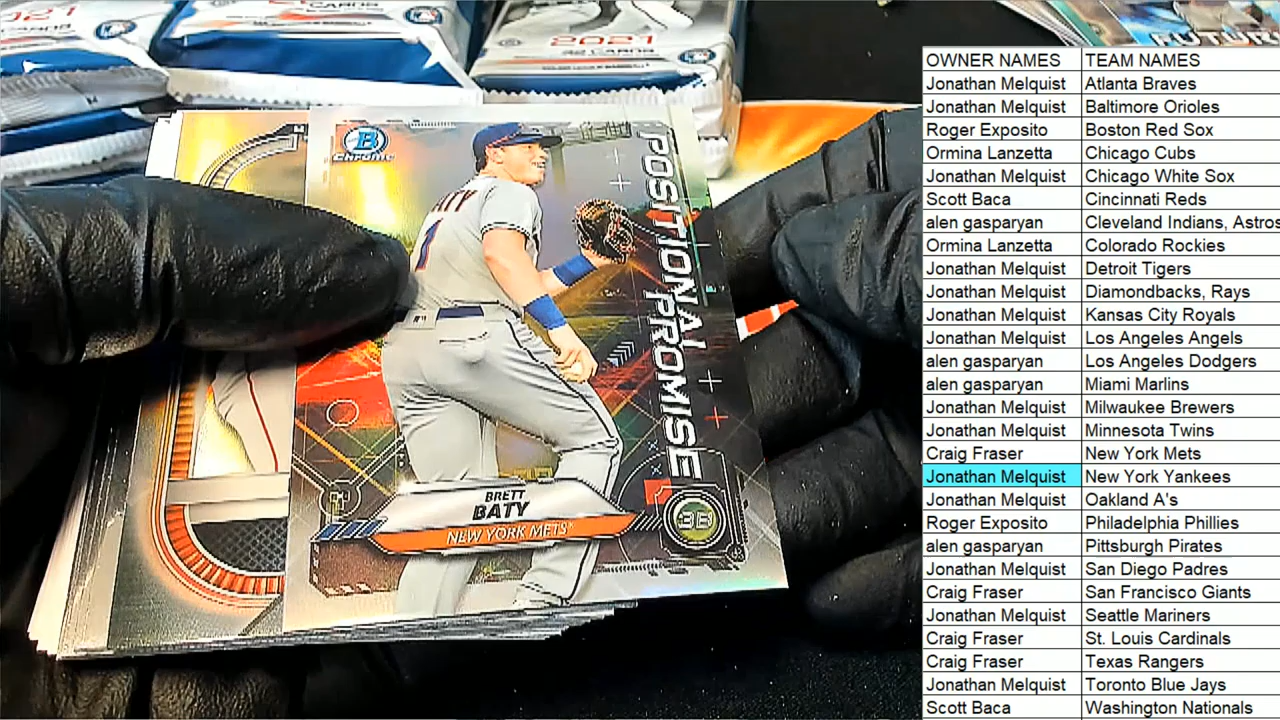 2021
CARDS
2021
CARDS
FUTURE
B
Chrome
ATY
1
POSITIONAL
PROMISE
BRETT
BATY
NEW YORK METS
3B
OWNER NAMES TEAM NAMES
Jonathan Melquist Atlanta Braves
Jonathan Melquist Baltimore Orioles
Roger Exposito Boston Red Sox
Ormina Lanzetta Chicago Cubs
Jonathan Melquist Chicago White Sox
Scott Baca Cincinnati Reds
alen gasparyan Cleveland Indians, Astros
Ormina Lanzetta Colorado Rockies
Jonathan Melquist Detroit Tigers
Jonathan Melquist Diamondbacks, Rays
Jonathan Melquist Kansas City Royals
Jonathan Melquist Los Angeles Angels
alen gasparyan Los Angeles Dodgers
alen gasparyan Miami Marlins
Jonathan Melquist Milwaukee Brewers
Jonathan Melquist Minnesota Twins
Craig Fraser New York Mets
Jonathan Melquist New York Yankees
Jonathan Melquist Oakland A's
Roger Exposito Philadelphia Phillies
alen gasparyan Pittsburgh Pirates
Jonathan Melquist San Diego Padres
Craig Fraser San Francisco Giants
Jonathan Melquist Seattle Mariners
Craig Fraser St. Louis Cardinals
Craig Fraser Texas Rangers
Jonathan Melquist Toronto Blue Jays
Scott Baca Washington Nationals